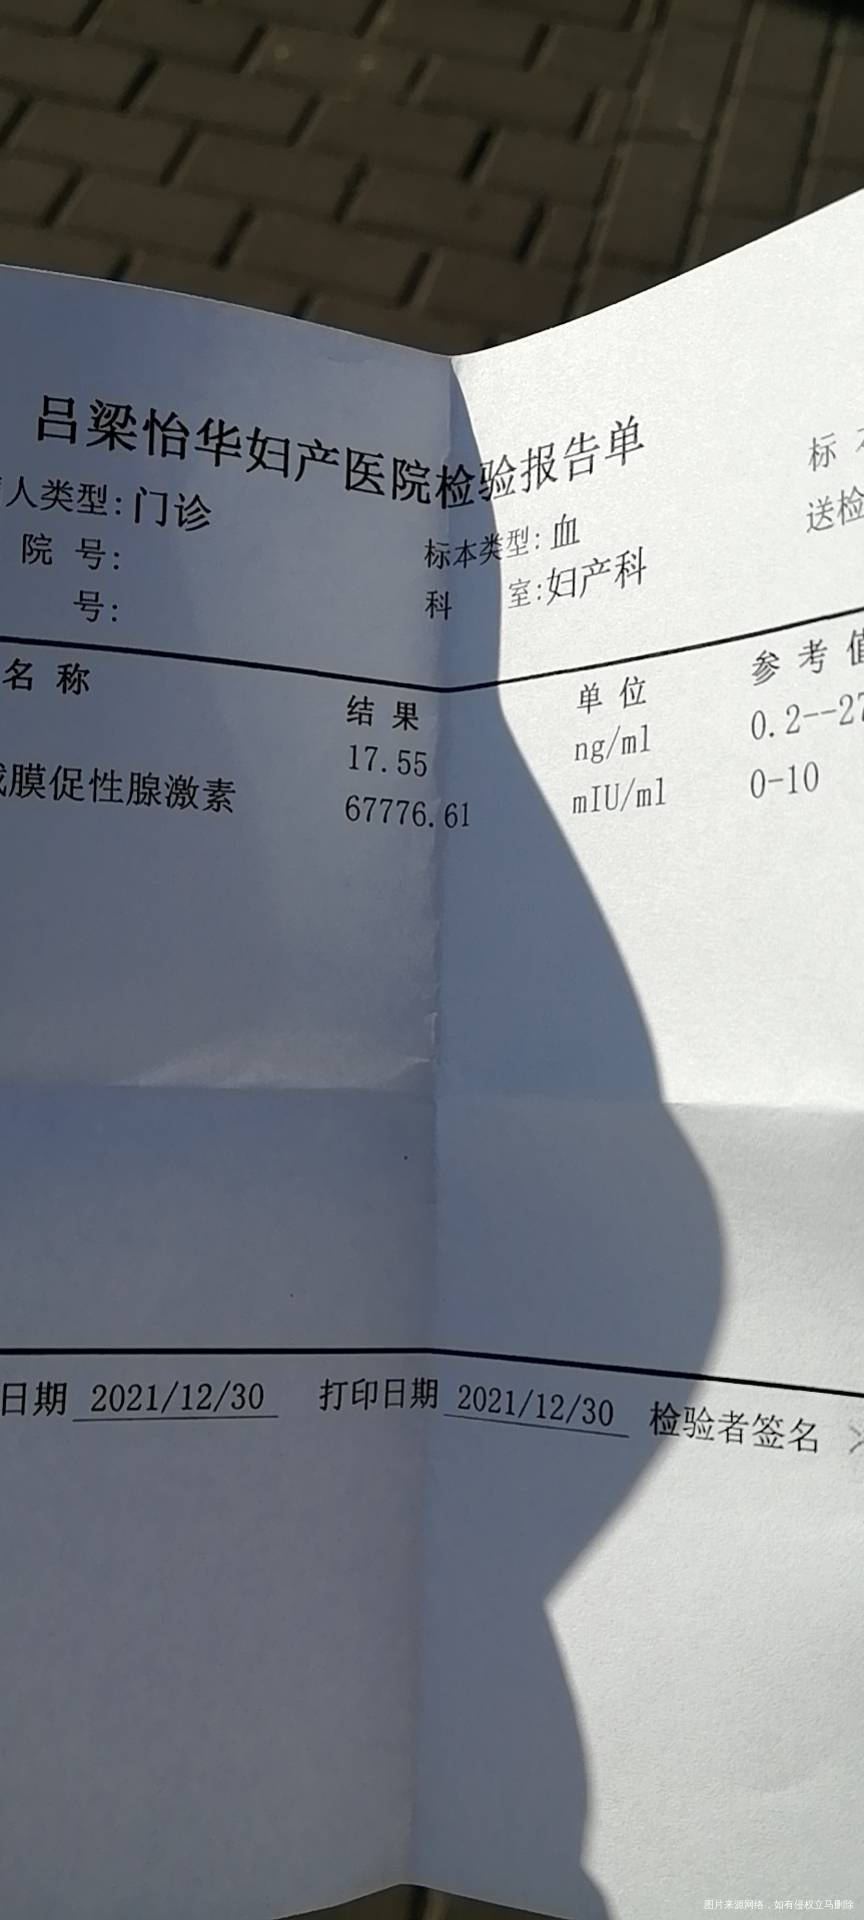 吕梁怡华妇产医院检验报告单
人类型:门诊
标本类型:血
标
院 号:
科 室:妇产科
送检
号:
名 称 结 果 单 位 参 考 值
17.55 ng/ml 0.2--27
膜促性腺激素 67776.61 mIU/ml 0-10
日期 2021/12/30 打印日期 2021/12/30 检验者签名
图片来源网络，如有侵权立马删除